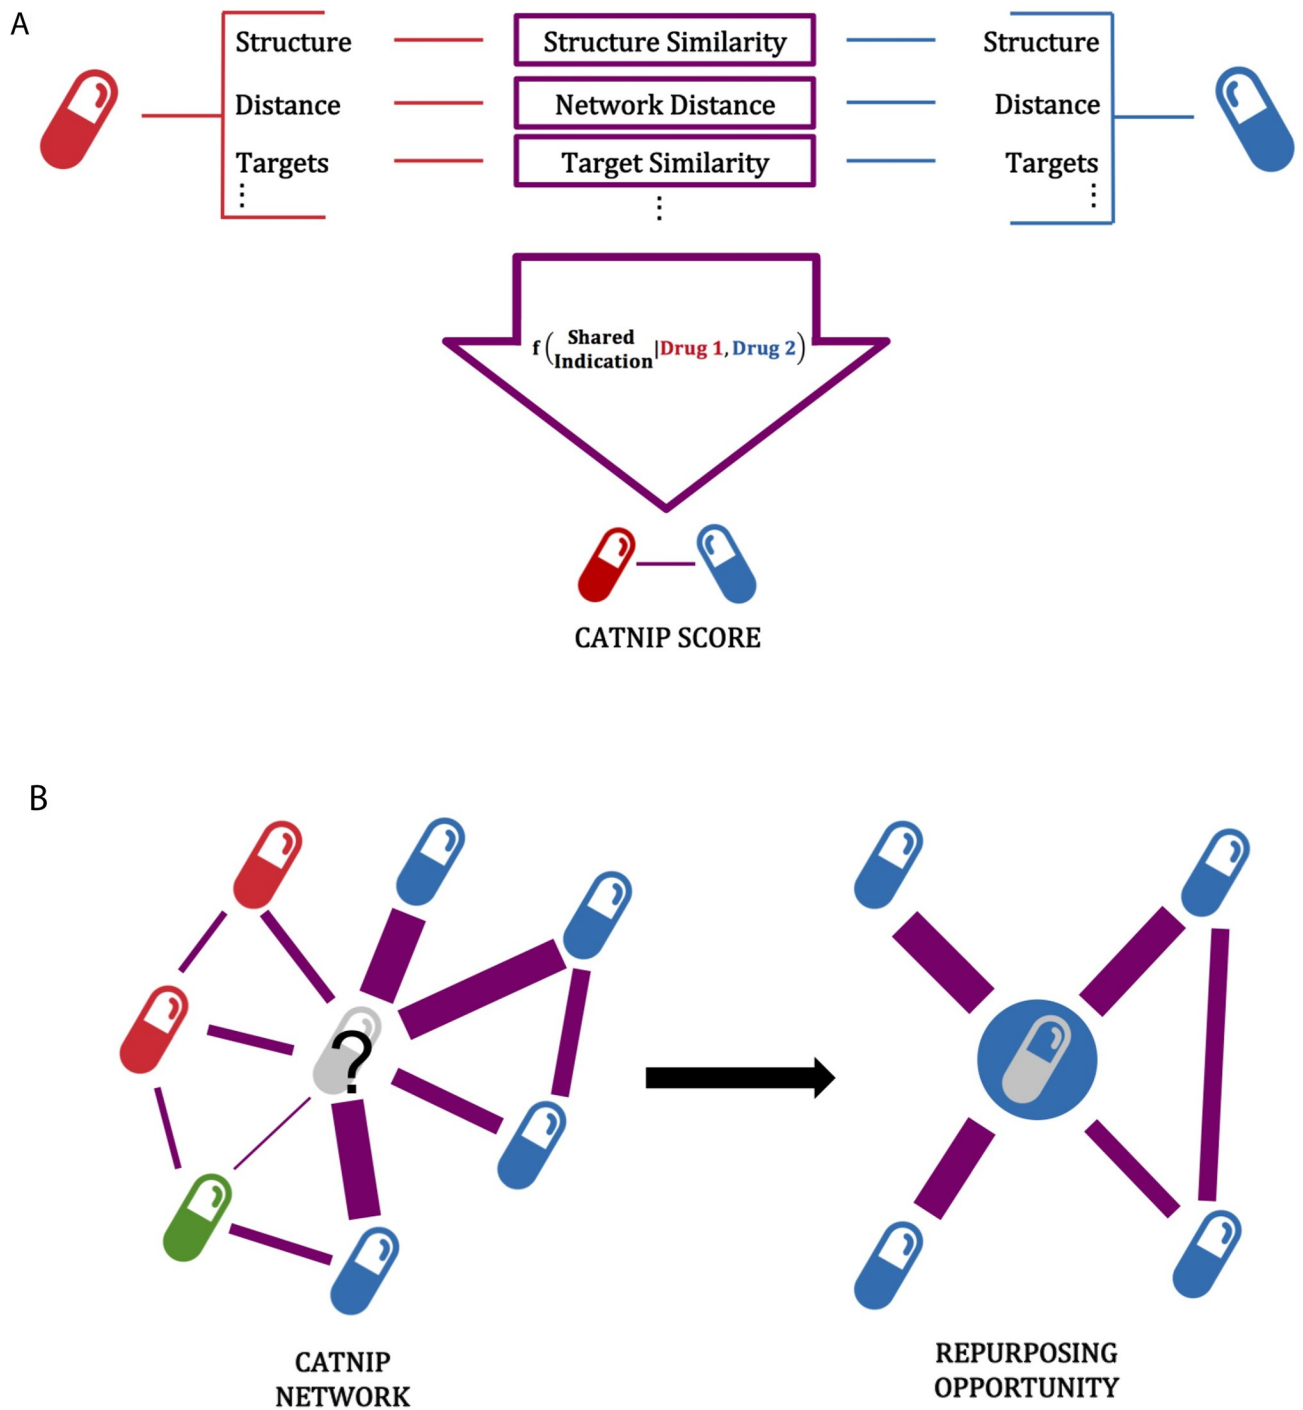 A
Structure Structure Similarity Structure
Distance Network Distance Distance
Targets Target Similarity Targets
⋮ ⋮ ⋮
f ( Shared Indication |Drug 1, Drug 2 )
CATNIP SCORE
B
?
CATNIP
NETWORK
REPURPOSING
OPPORTUNITY